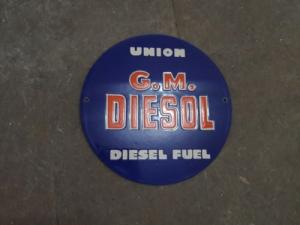 UNION
G.M.
DIESOL
DIESEL FUEL